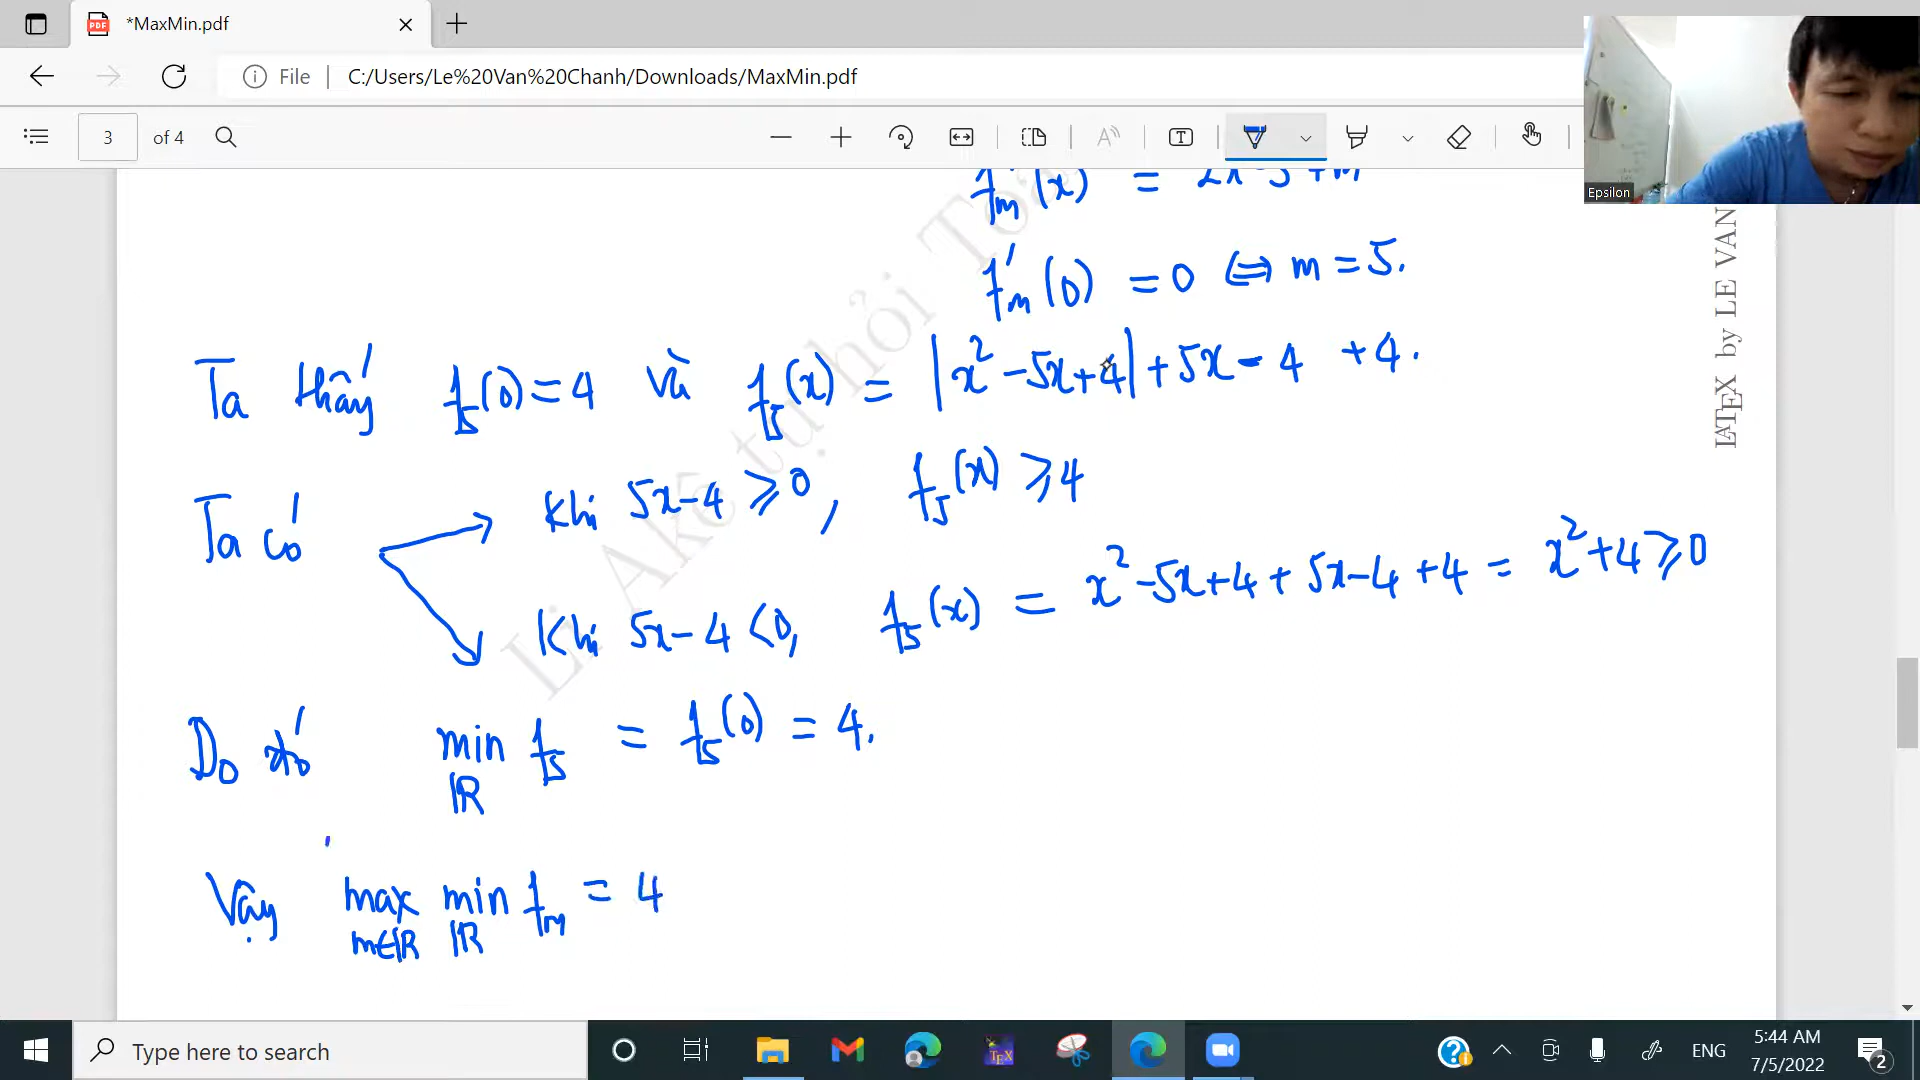 *MaxMin.pdf
File C:/Users/Le%20Van%20Chanh/Downloads/MaxMin.pdf
3 of 4
Epsilon
f'm(x) = 2x-5+m
f'm(0) = 0 ⇔ m = 5.
Ta thấy f5(0)=4 và f5(x) = |x²-5x+4|+5x-4 +4.
Ta có
Khi 5x-4 ⩾0, f5(x) ⩾4
Khi 5x-4 <0, f5(x) = x²-5x+4+5x-4+4 = x²+4⩾0
Do đó min f5 = f5(0) = 4.
ℝ
Vậy max min fm = 4
m∈ℝ ℝ
LATEX by LE VAN
Type here to search
ENG
5:44 AM
7/5/2022
2